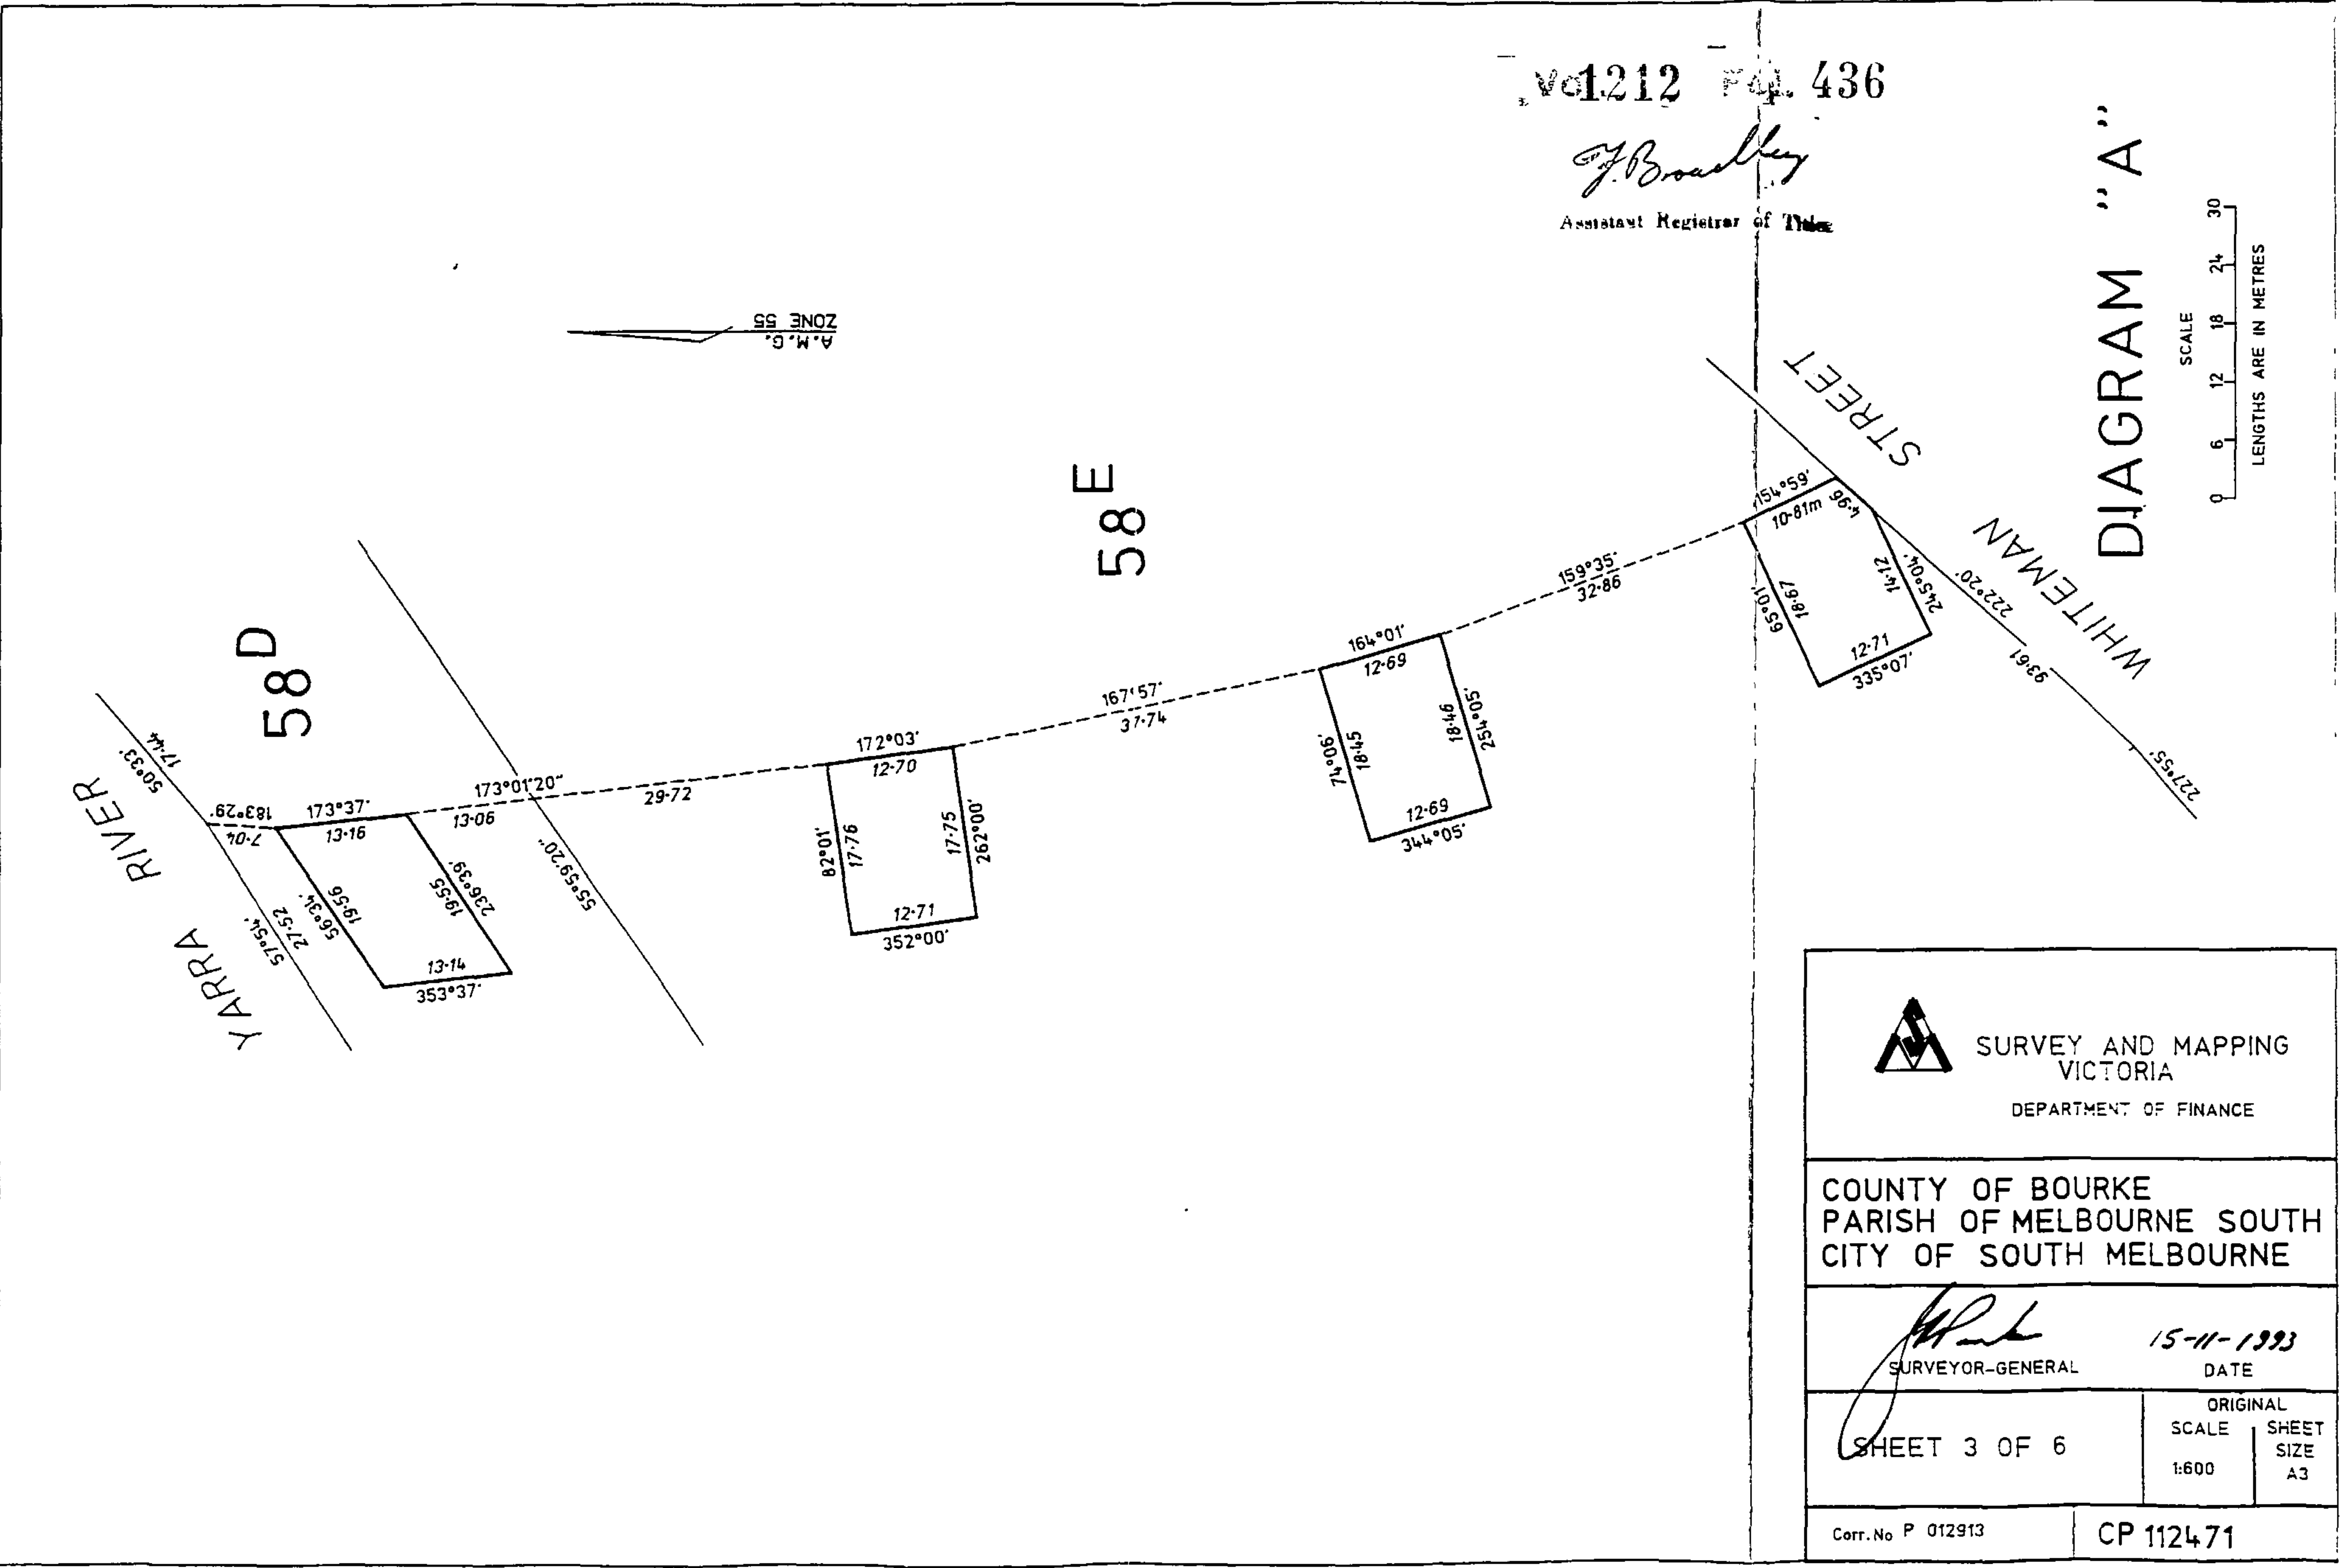 Vol 1212 Fol. 436
Assistant Registrar of Titles
DIAGRAM "A"
SCALE
0 6 12 18 24 30
LENGTHS ARE IN METRES
A.M.G.
ZONE 55
58D
58E
YARRA RIVER
WHITEMAN STREET
50°33'
17·44
183°29'
7·04
173°37'
13·16
173°01'20"
13·06
29·72
57°54'
27·52
56°34'
19·56
19·55
236°39'
13·14
353°37'
55°59'20"
172°03'
12·70
82°01'
17·76
17·75
262°00'
12·71
352°00'
167°57'
37·74
164°01'
12·69
74°06'
18·45
18·46
254°05'
12·69
344°05'
159°35'
32·86
154°59'
10·81m
4·96
65°01'
18·67
14·12
245°04'
12·71
335°07'
222°20'
93·61
227°55'
SURVEY AND MAPPING
VICTORIA
DEPARTMENT OF FINANCE
COUNTY OF BOURKE
PARISH OF MELBOURNE SOUTH
CITY OF SOUTH MELBOURNE
SURVEYOR-GENERAL
15-11-1993
DATE
SHEET 3 OF 6
ORIGINAL
SCALE
1:600
SHEET
SIZE
A3
Corr.No P 012913
CP 112471